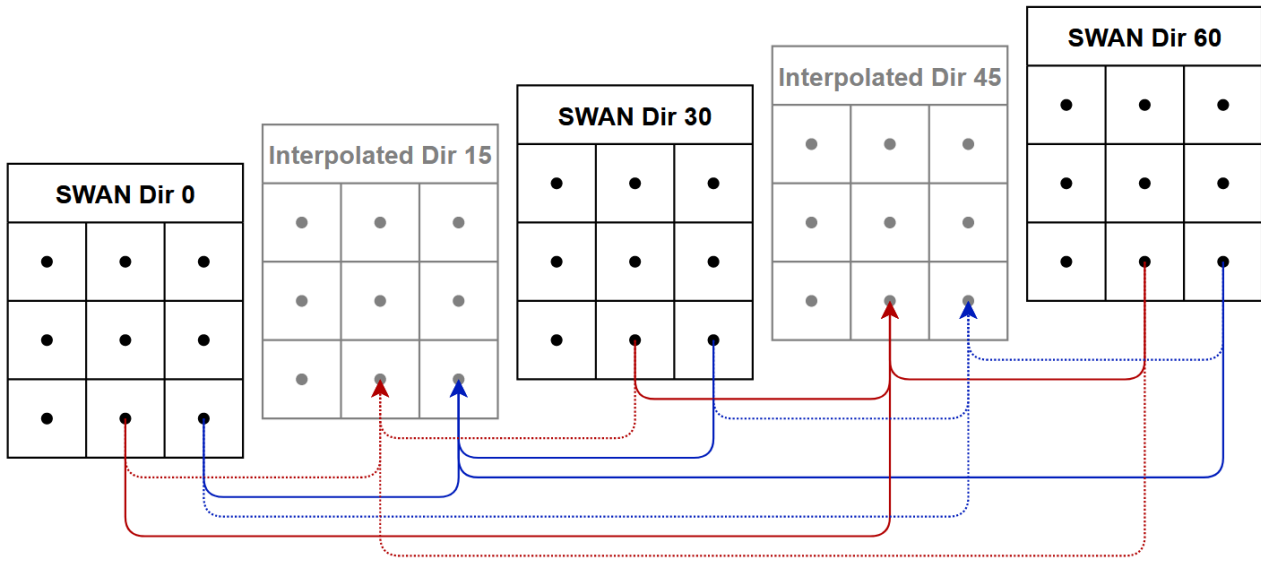 SWAN Dir 0
Interpolated Dir 15
SWAN Dir 30
Interpolated Dir 45
SWAN Dir 60